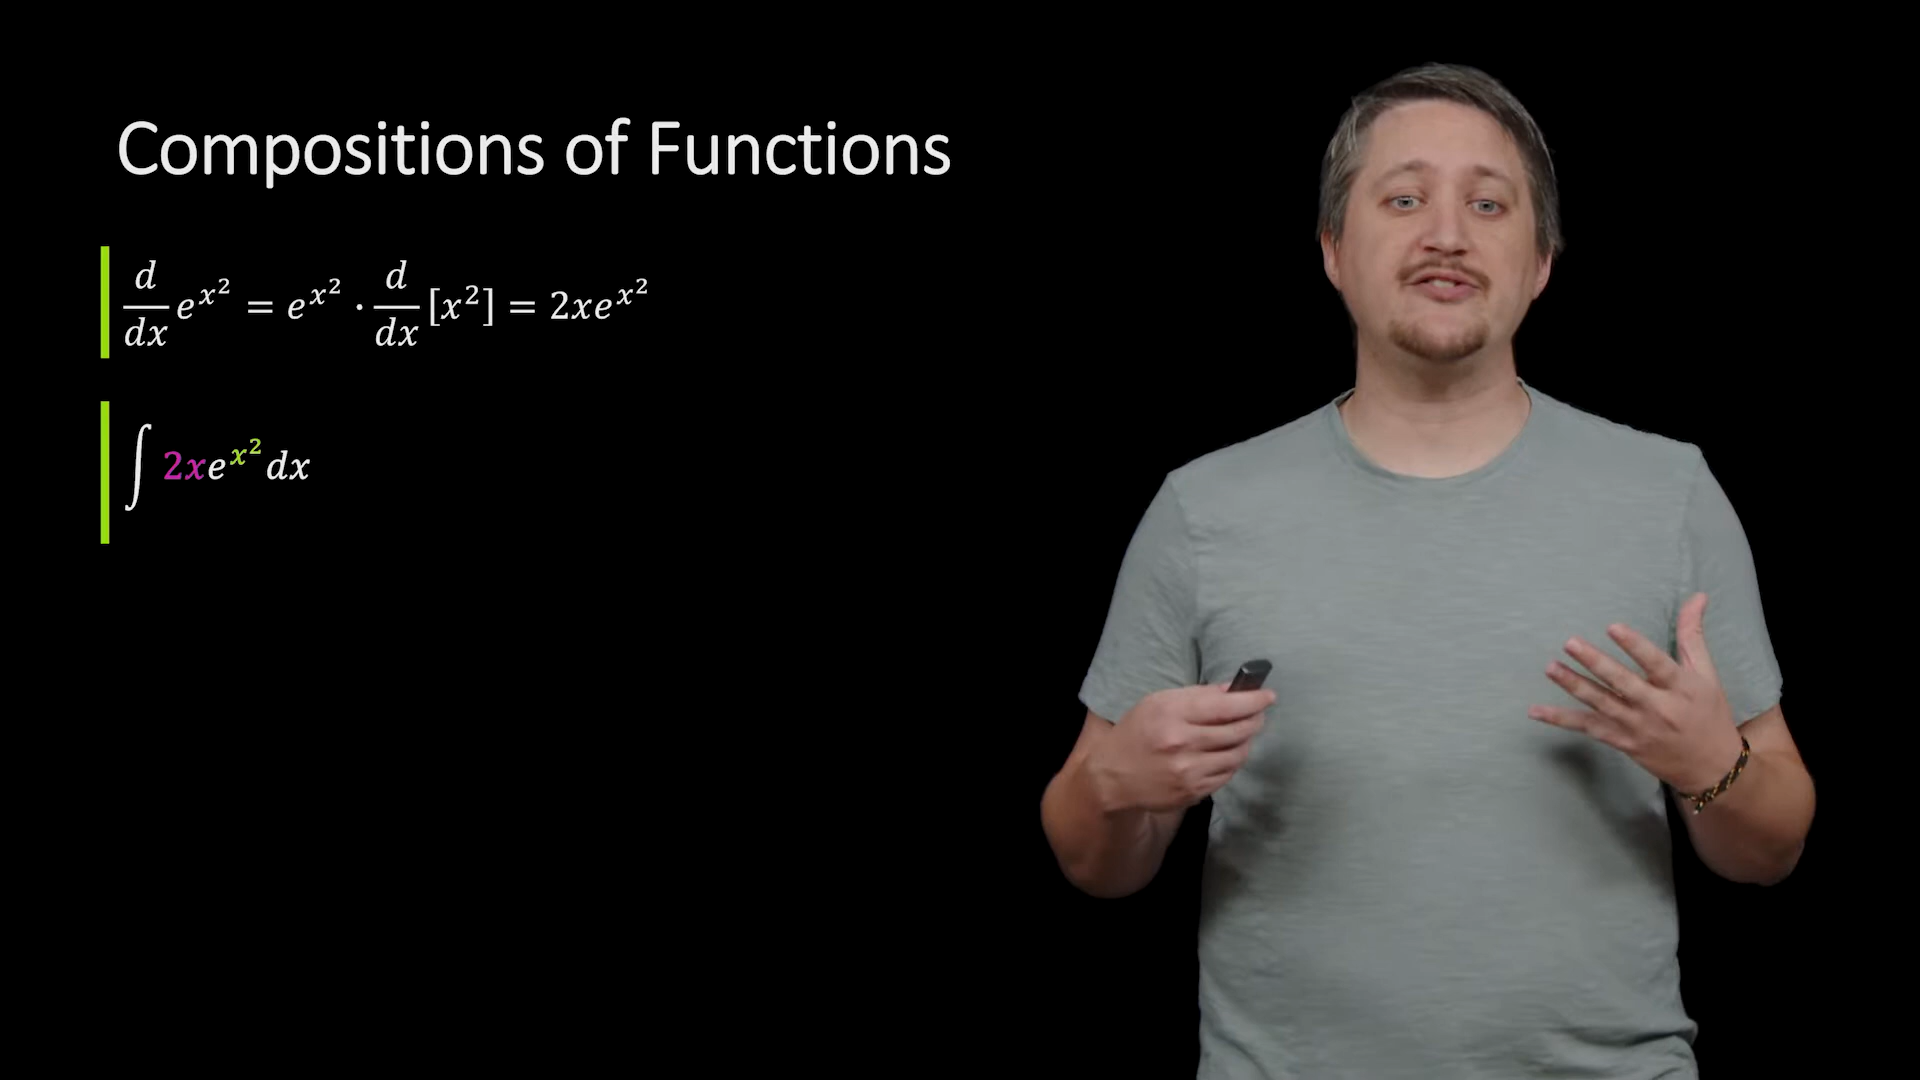 Compositions of Functions
d/dx e^{x^2} = e^{x^2} · d/dx [x^2] = 2xe^{x^2}
∫ 2xe^{x^2} dx